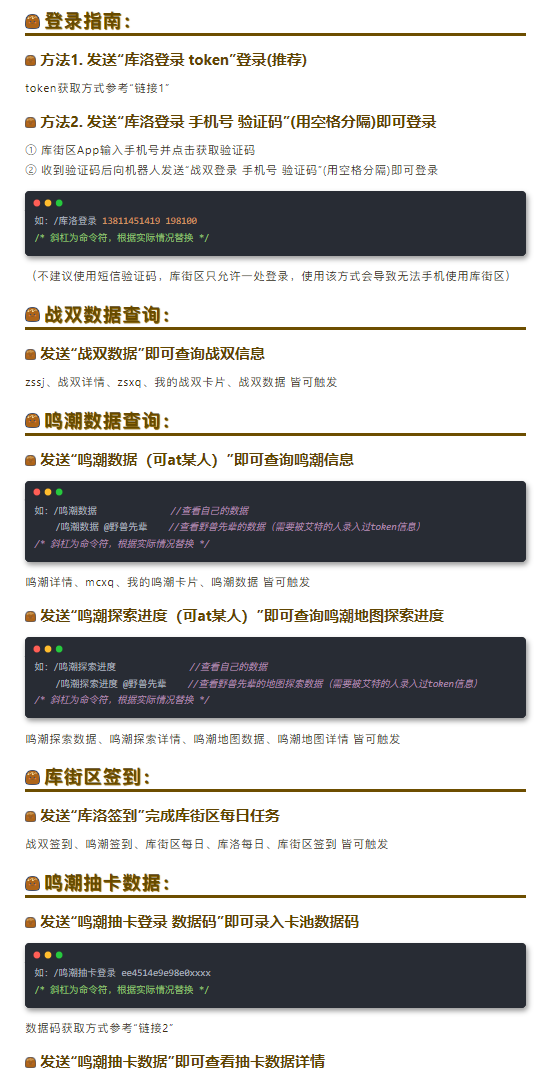 登录指南：
方法1. 发送“库洛登录 token”登录(推荐)
token获取方式参考“链接1”
方法2. 发送“库洛登录 手机号 验证码”(用空格分隔)即可登录
① 库街区App输入手机号并点击获取验证码
② 收到验证码后向机器人发送“战双登录 手机号 验证码”(用空格分隔)即可登录
如：/库洛登录 13811451419 198100
/* 斜杠为命令符，根据实际情况替换 */
（不建议使用短信验证码，库街区只允许一处登录，使用该方式会导致无法手机使用库街区）
战双数据查询：
发送“战双数据”即可查询战双信息
zssj、战双详情、zsxq、我的战双卡片、战双数据 皆可触发
鸣潮数据查询：
发送“鸣潮数据（可at某人）”即可查询鸣潮信息
如：/鸣潮数据 //查看自己的数据
/鸣潮数据 @野兽先辈 //查看野兽先辈的数据（需要被艾特的人录入过token信息）
/* 斜杠为命令符，根据实际情况替换 */
鸣潮详情、mcxq、我的鸣潮卡片、鸣潮数据 皆可触发
发送“鸣潮探索进度（可at某人）”即可查询鸣潮地图探索进度
如：/鸣潮探索进度 //查看自己的数据
/鸣潮探索进度 @野兽先辈 //查看野兽先辈的地图探索数据（需要被艾特的人录入过token信息）
/* 斜杠为命令符，根据实际情况替换 */
鸣潮探索数据、鸣潮探索详情、鸣潮地图数据、鸣潮地图详情 皆可触发
库街区签到：
发送“库洛签到”完成库街区每日任务
战双签到、鸣潮签到、库街区每日、库洛每日、库街区签到 皆可触发
鸣潮抽卡数据：
发送“鸣潮抽卡登录 数据码”即可录入卡池数据码
如：/鸣潮抽卡登录 ee4514e9e98e0xxxx
/* 斜杠为命令符，根据实际情况替换 */
数据码获取方式参考“链接2”
发送“鸣潮抽卡数据”即可查看抽卡数据详情